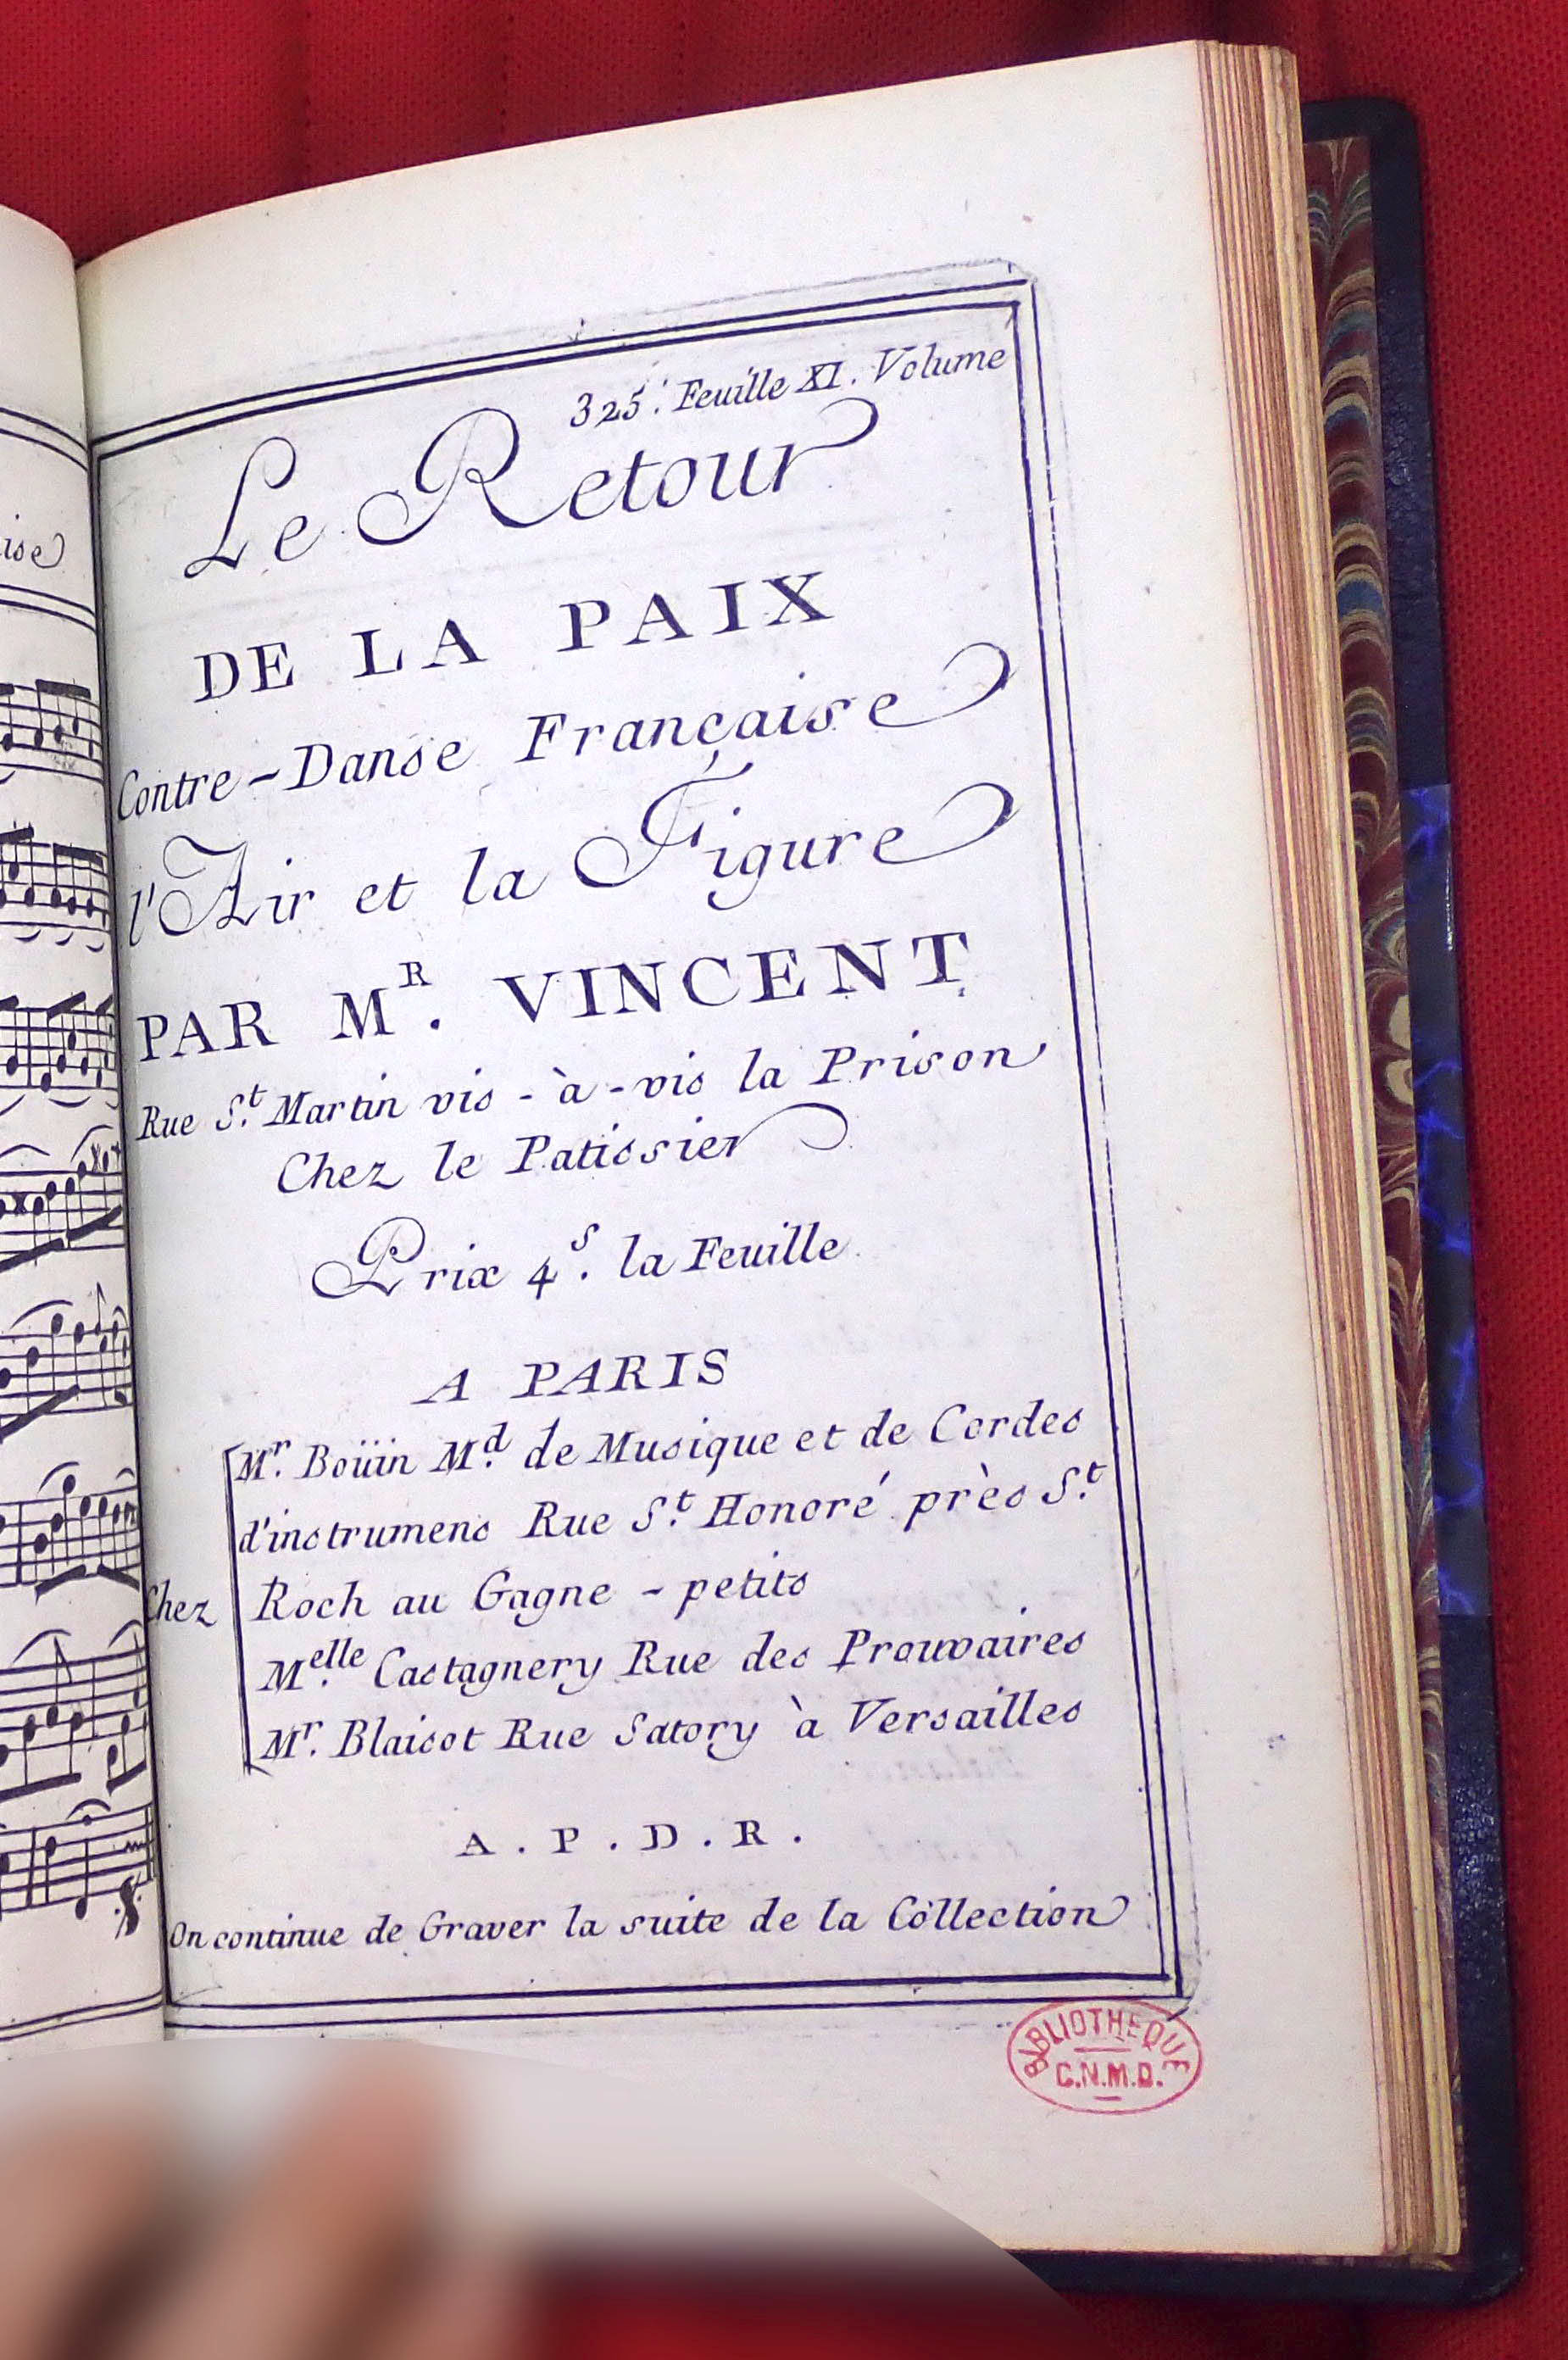 ise
325.e Feuille XI. Volume
Le Retour
DE LA PAIX
Contre-Danse Française
l'Air et la Figure
PAR MR. VINCENT
Rue St. Martin vis-à-vis la Prison
Chez le Patissier
Prix 4s. la Feuille
A PARIS
Mr. Boüin Md. de Musique et de Cordes
d'instrumens Rue St. Honoré près St.
Chez Roch au Gagne-petits
Melle. Castagnery Rue des Prouvaires
Mr. Blaisot Rue Satory à Versailles
A.P.D.R.
On continue de Graver la suite de la Collection
BIBLIOTHEQUE
C.N.M.D.